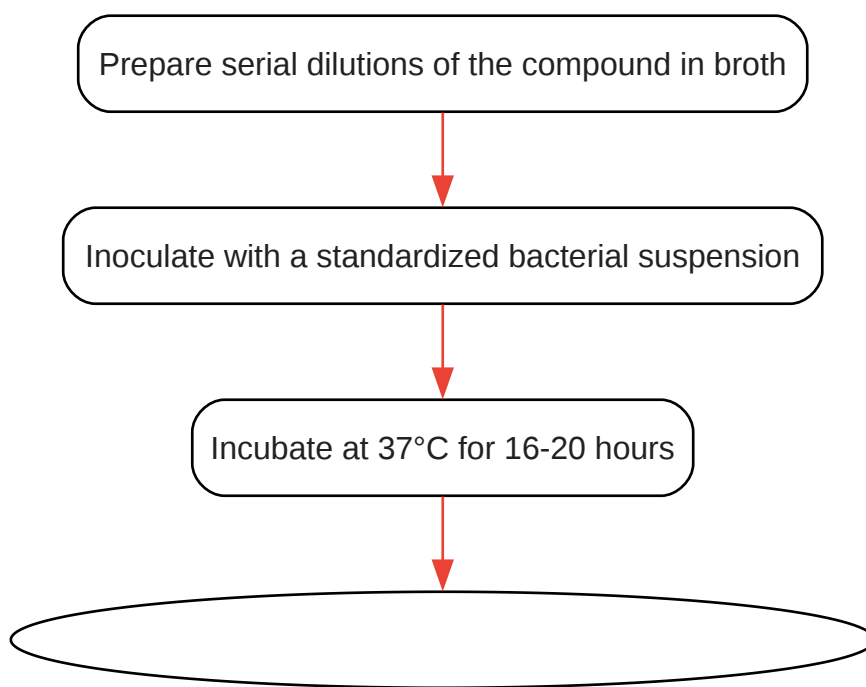 Prepare serial dilutions of the compound in broth
Inoculate with a standardized bacterial suspension
Incubate at 37°C for 16-20 hours